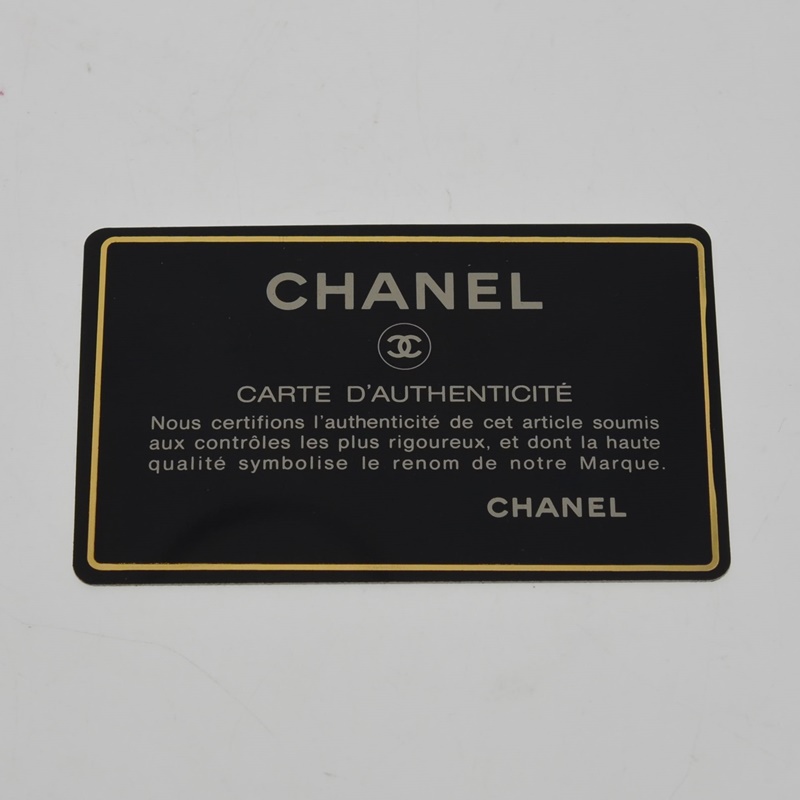 CHANEL
CARTE D'AUTHENTICITÉ
Nous certifions l'authenticité de cet article soumis
aux contrôles les plus rigoureux, et dont la haute
qualité symbolise le renom de notre Marque.
CHANEL